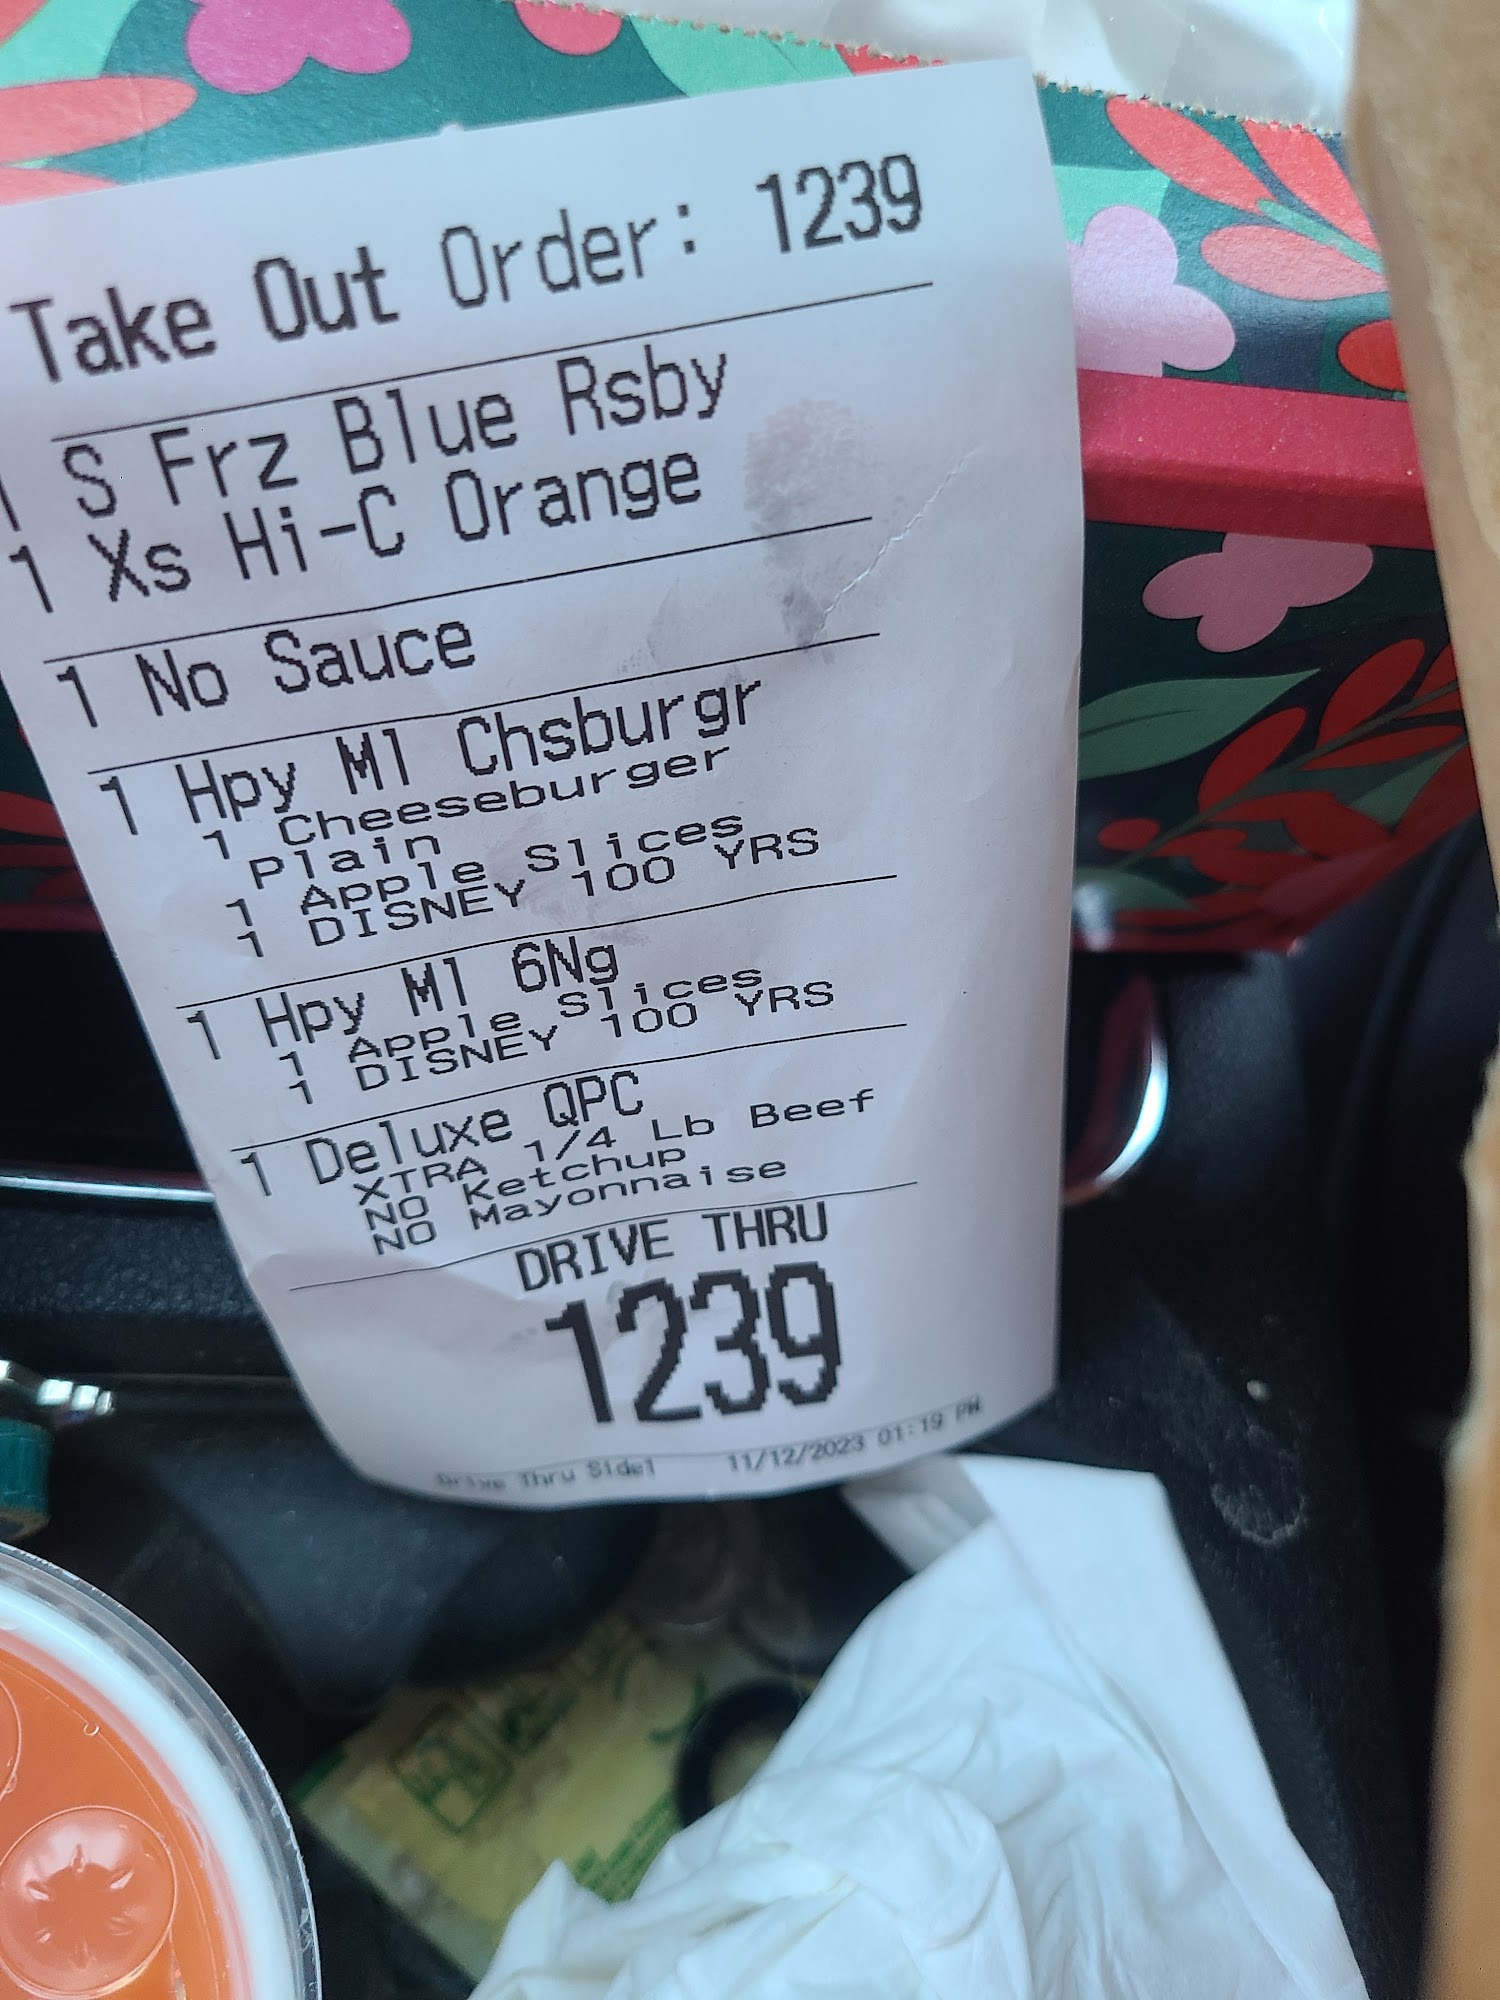 Take Out Order: 1239
1 S Frz Blue Rsby
1 Xs Hi-C Orange
1 No Sauce
1 Hpy Ml Chsburgr
1 Cheeseburger
Plain
1 Apple Slices
1 DISNEY 100 YRS
1 Hpy Ml 6Ng
1 Apple Slices
1 DISNEY 100 YRS
1 Deluxe QPC
XTRA 1/4 Lb Beef
NO Ketchup
NO Mayonnaise
DRIVE THRU
1239
Drive Thru Side1 11/12/2023 01:19 PM